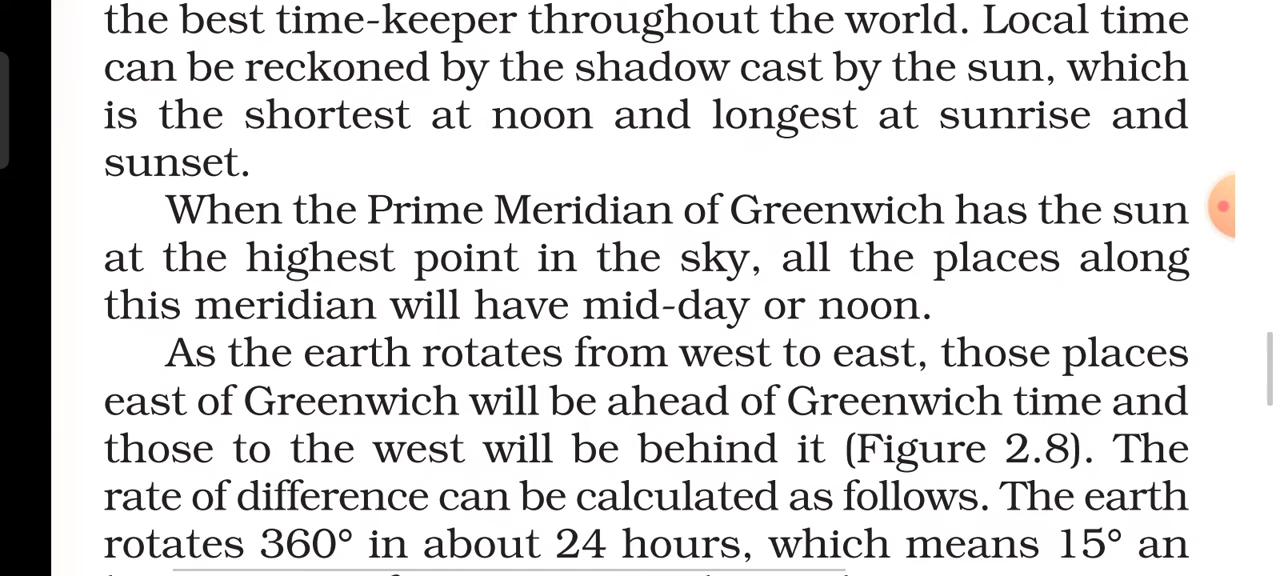 the best time-keeper throughout the world. Local time
can be reckoned by the shadow cast by the sun, which
is the shortest at noon and longest at sunrise and
sunset.
When the Prime Meridian of Greenwich has the sun
at the highest point in the sky, all the places along
this meridian will have mid-day or noon.
As the earth rotates from west to east, those places
east of Greenwich will be ahead of Greenwich time and
those to the west will be behind it (Figure 2.8). The
rate of difference can be calculated as follows. The earth
rotates 360° in about 24 hours, which means 15° an